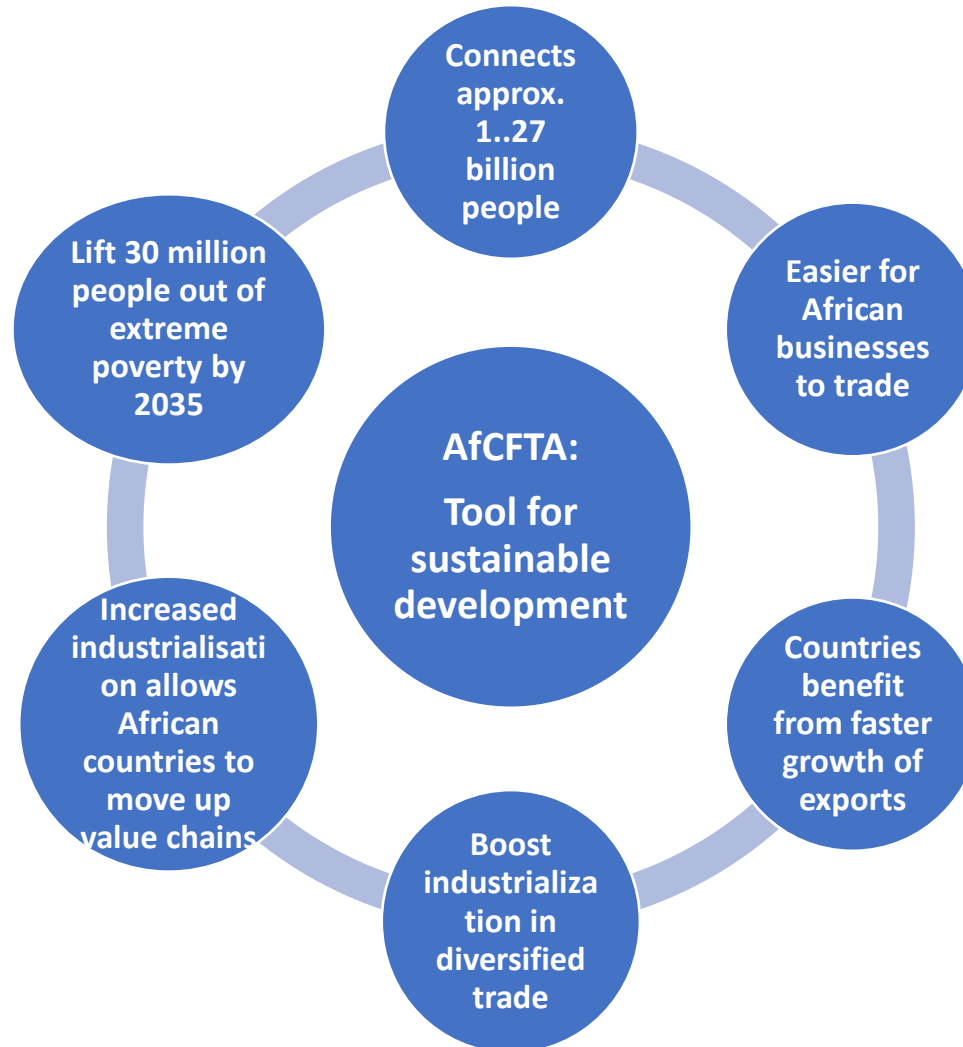 Connects
approx.
1..27
billion
people
Easier for
African
businesses
to trade
Countries
benefit
from faster
growth of
exports
Boost
industrializa
tion in
diversified
trade
Increased
industrialisati
on allows
African
countries to
move up
value chains
Lift 30 million
people out of
extreme
poverty by
2035
AfCFTA:
Tool for
sustainable
development